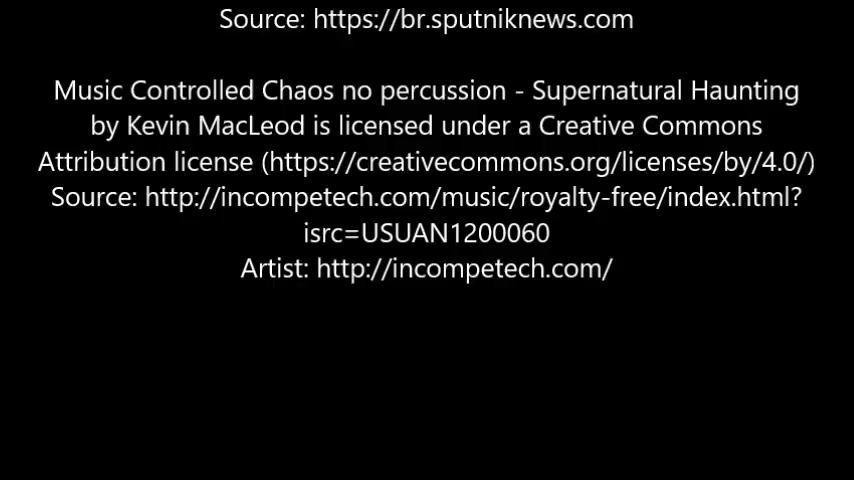 Source: https://br.sputniknews.com
Music Controlled Chaos no percussion - Supernatural Haunting
by Kevin MacLeod is licensed under a Creative Commons
Attribution license (https://creativecommons.org/licenses/by/4.0/)
Source: http://incompetech.com/music/royalty-free/index.html?
isrc=USUAN1200060
Artist: http://incompetech.com/